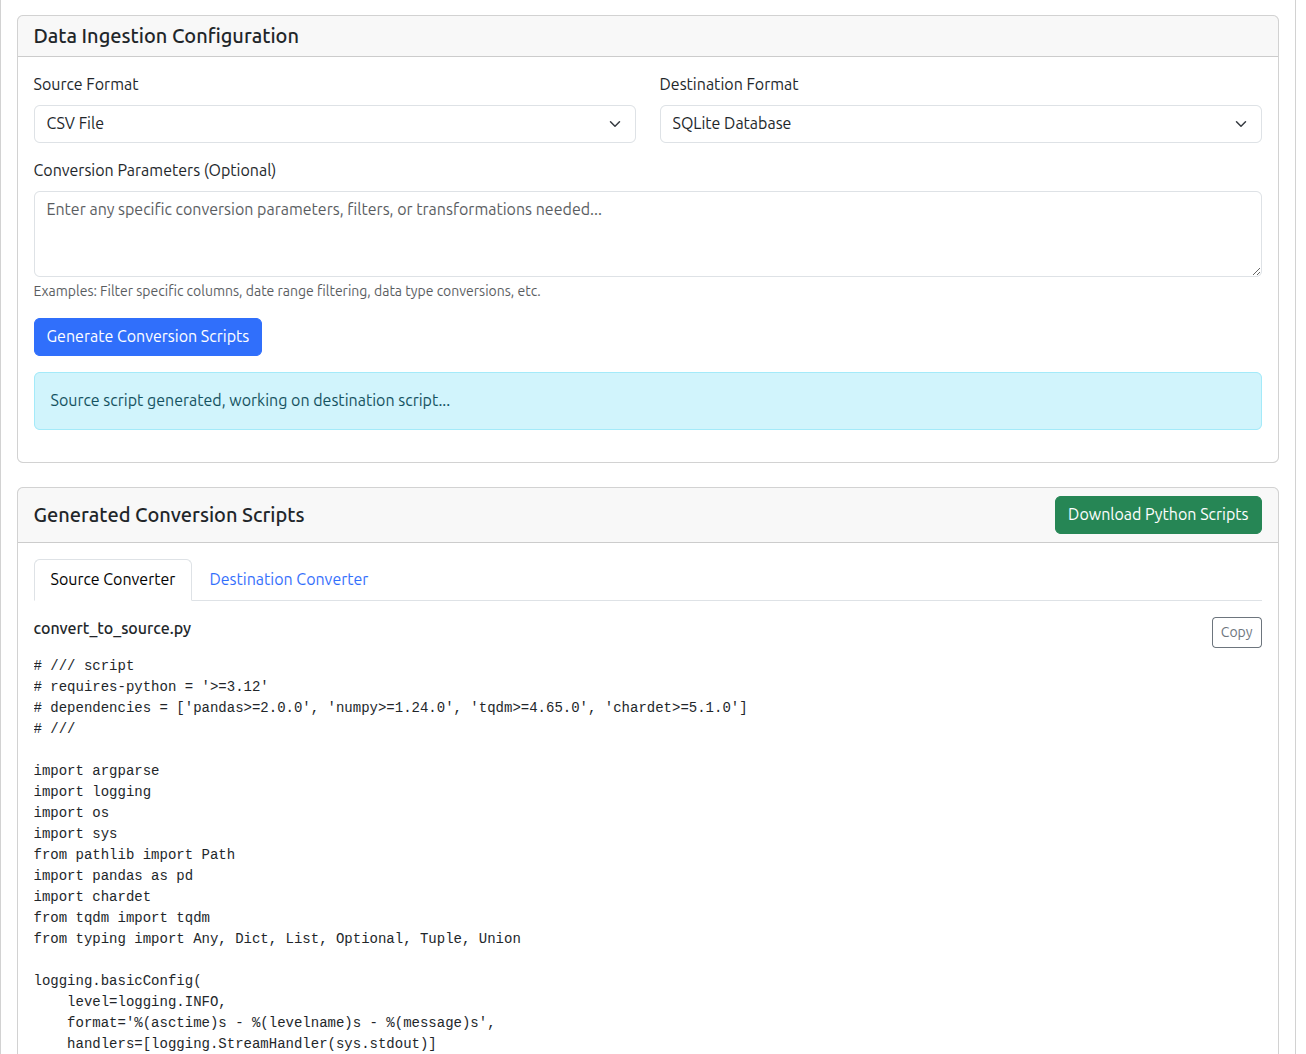 Data Ingestion Configuration
Source Format
Destination Format
CSV File
SQLite Database
Conversion Parameters (Optional)
Enter any specific conversion parameters, filters, or transformations needed...
Examples: Filter specific columns, date range filtering, data type conversions, etc.
Generate Conversion Scripts
Source script generated, working on destination script...
Generated Conversion Scripts
Download Python Scripts
Source Converter
Destination Converter
convert_to_source.py
Copy
# /// script
# requires-python = '>=3.12'
# dependencies = ['pandas>=2.0.0', 'numpy>=1.24.0', 'tqdm>=4.65.0', 'chardet>=5.1.0']
# ///
import argparse
import logging
import os
import sys
from pathlib import Path
import pandas as pd
import chardet
from tqdm import tqdm
from typing import Any, Dict, List, Optional, Tuple, Union
logging.basicConfig(
    level=logging.INFO,
    format='%(asctime)s - %(levelname)s - %(message)s',
    handlers=[logging.StreamHandler(sys.stdout)]